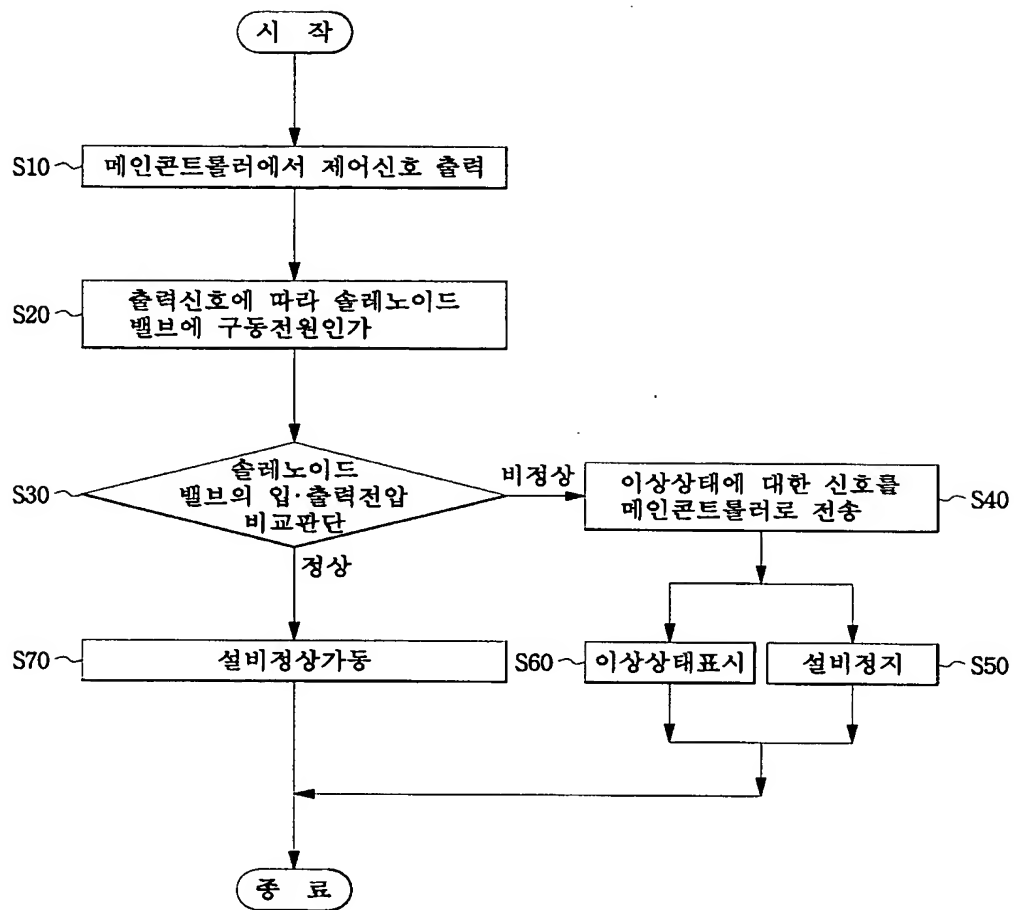 시 작
S10
메인콘트롤러에서 제어신호 출력
S20
출력신호에 따라 솔레노이드
밸브에 구동전원인가
S30
솔레노이드
밸브의 입·출력전압
비교판단
비정상
이상상태에 대한 신호를
메인콘트롤러로 전송
S40
정상
S70
설비정상가동
S60
이상상태표시
설비정지
S50
종 료